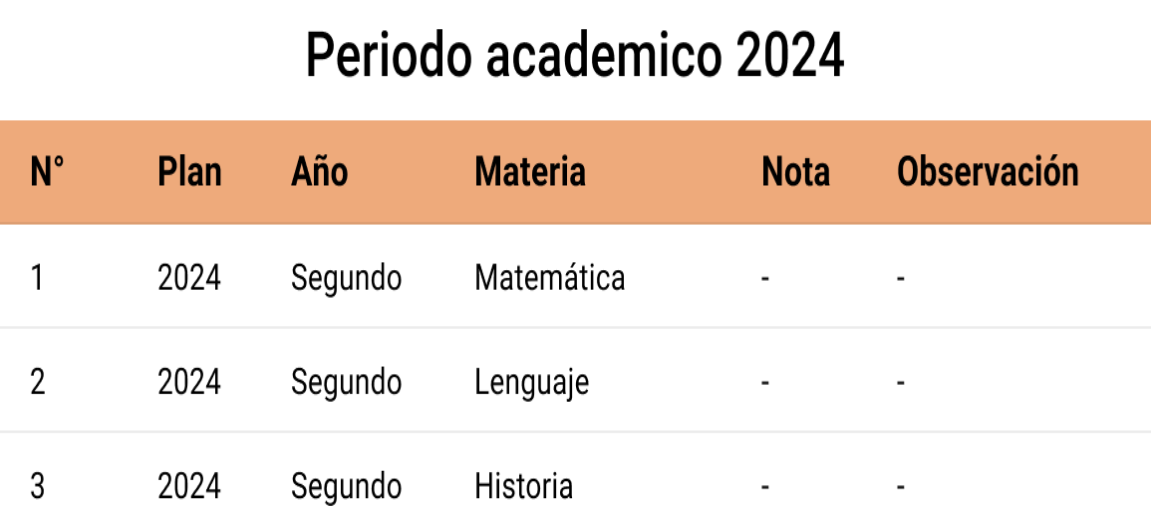 Periodo academico 2024
N° Plan Año Materia Nota Observación
1 2024 Segundo Matemática - -
2 2024 Segundo Lenguaje - -
3 2024 Segundo Historia - -